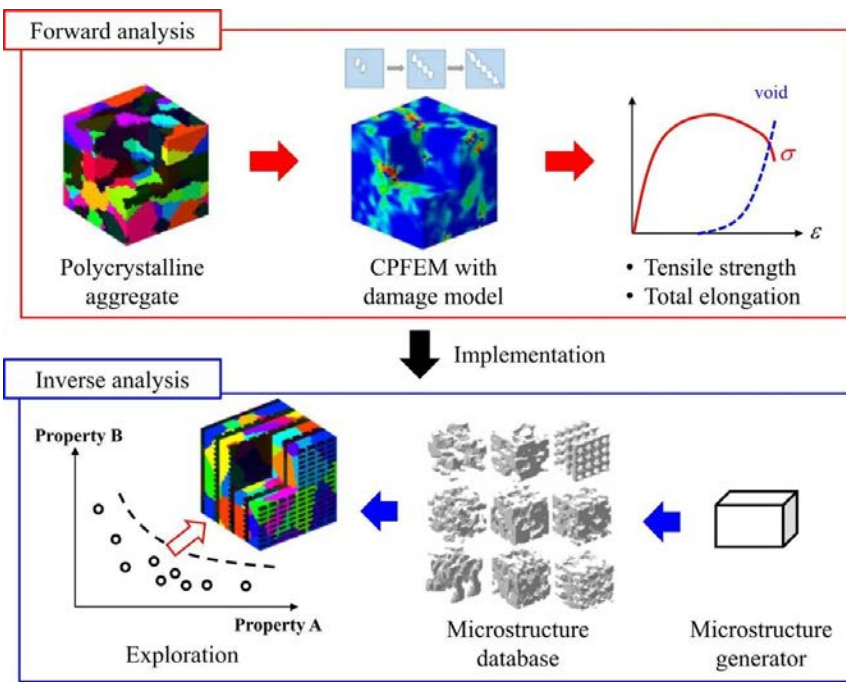 Forward analysis
void
σ
ε
Polycrystalline
aggregate
CPFEM with
damage model
• Tensile strength
• Total elongation
Implementation
Inverse analysis
Property B
Property A
Exploration
Microstructure
database
Microstructure
generator